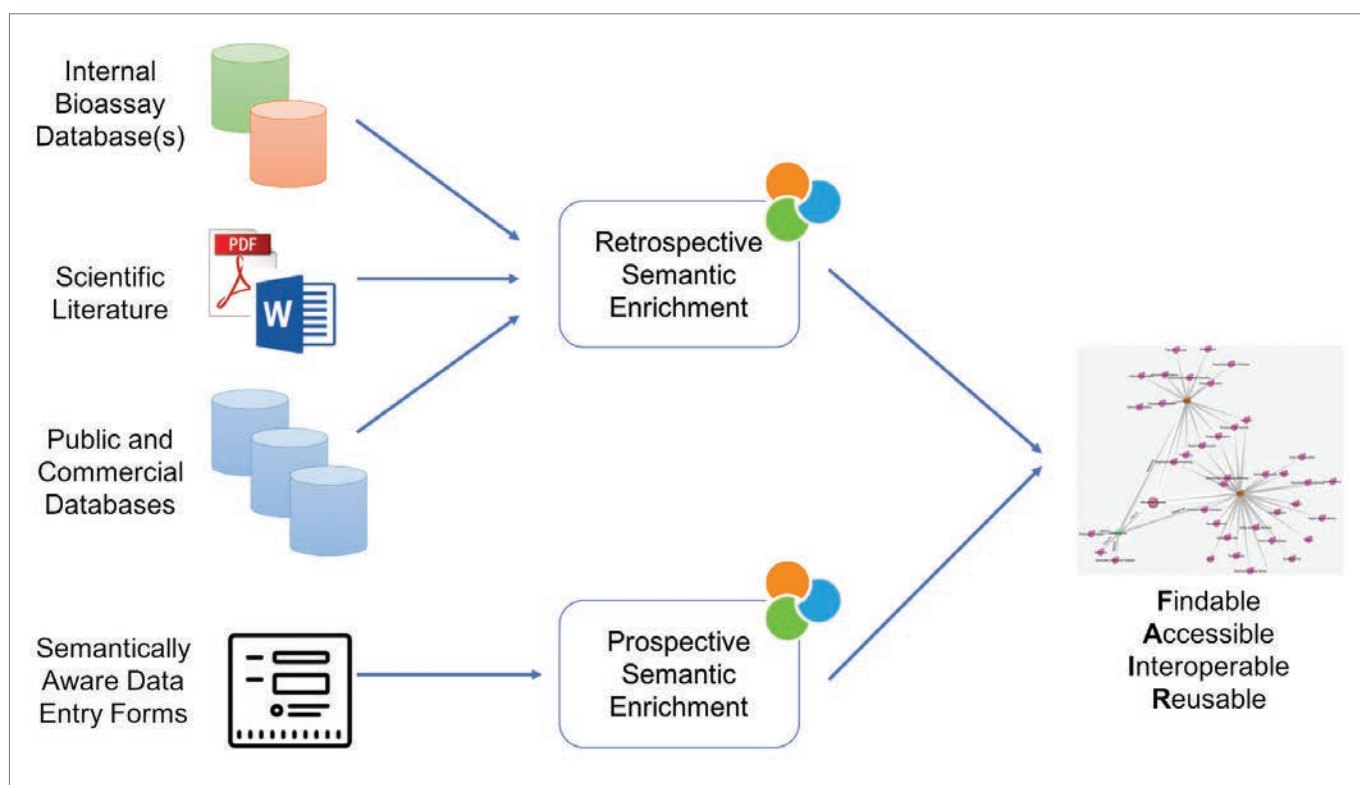 Internal
Bioassay
Database(s)
PDF
Scientific
Literature
W
Public and
Commercial
Databases
Semantically
Aware Data
Entry Forms
Retrospective
Semantic
Enrichment
Prospective
Semantic
Enrichment
Findable
Accessible
Interoperable
Reusable